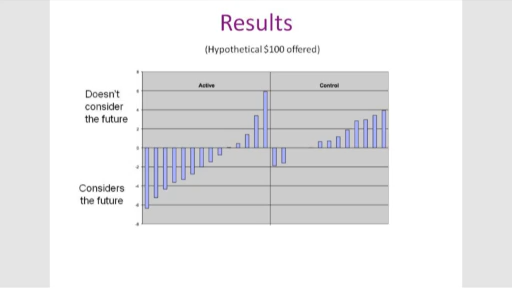 Results
(Hypothetical $100 offered)
Active
Control
Doesn't
consider
the future
Considers
the future